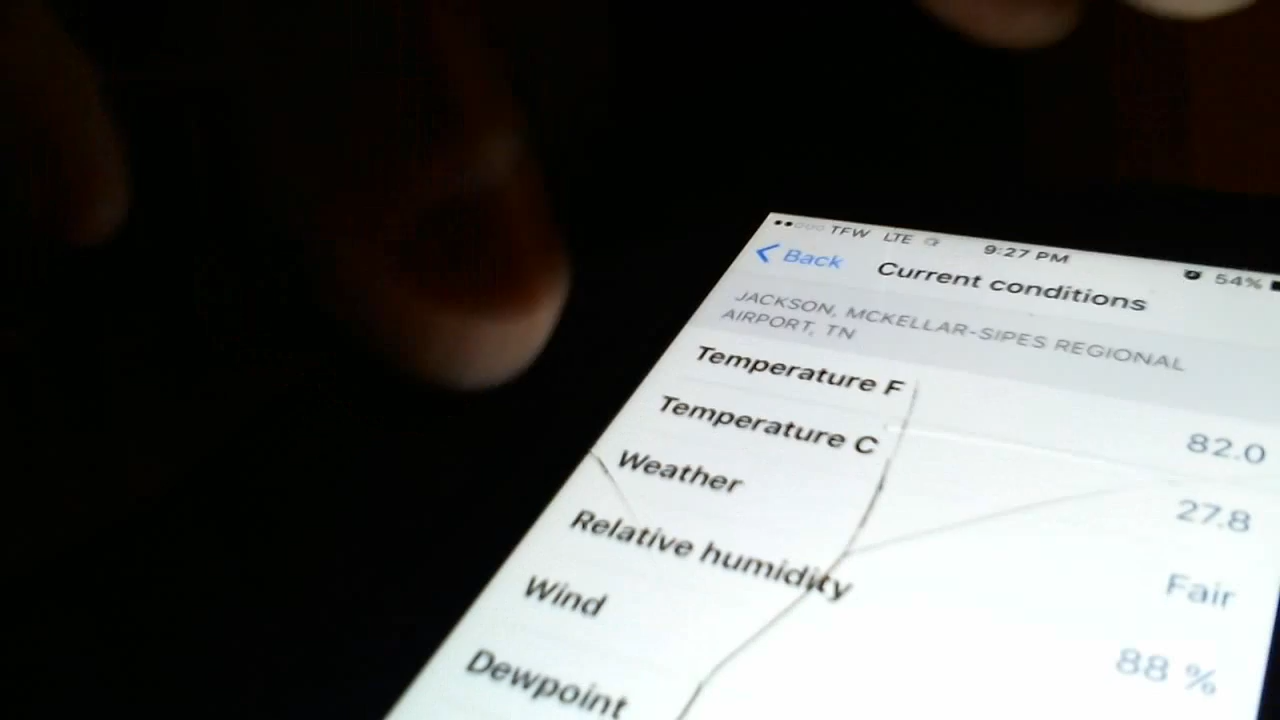 TFW LTE 9:27 PM 54%
Back Current conditions
JACKSON, MCKELLAR-SIPES REGIONAL
AIRPORT, TN
Temperature F 82.0
Temperature C 27.8
Weather Fair
Relative humidity 88 %
Wind
Dewpoint